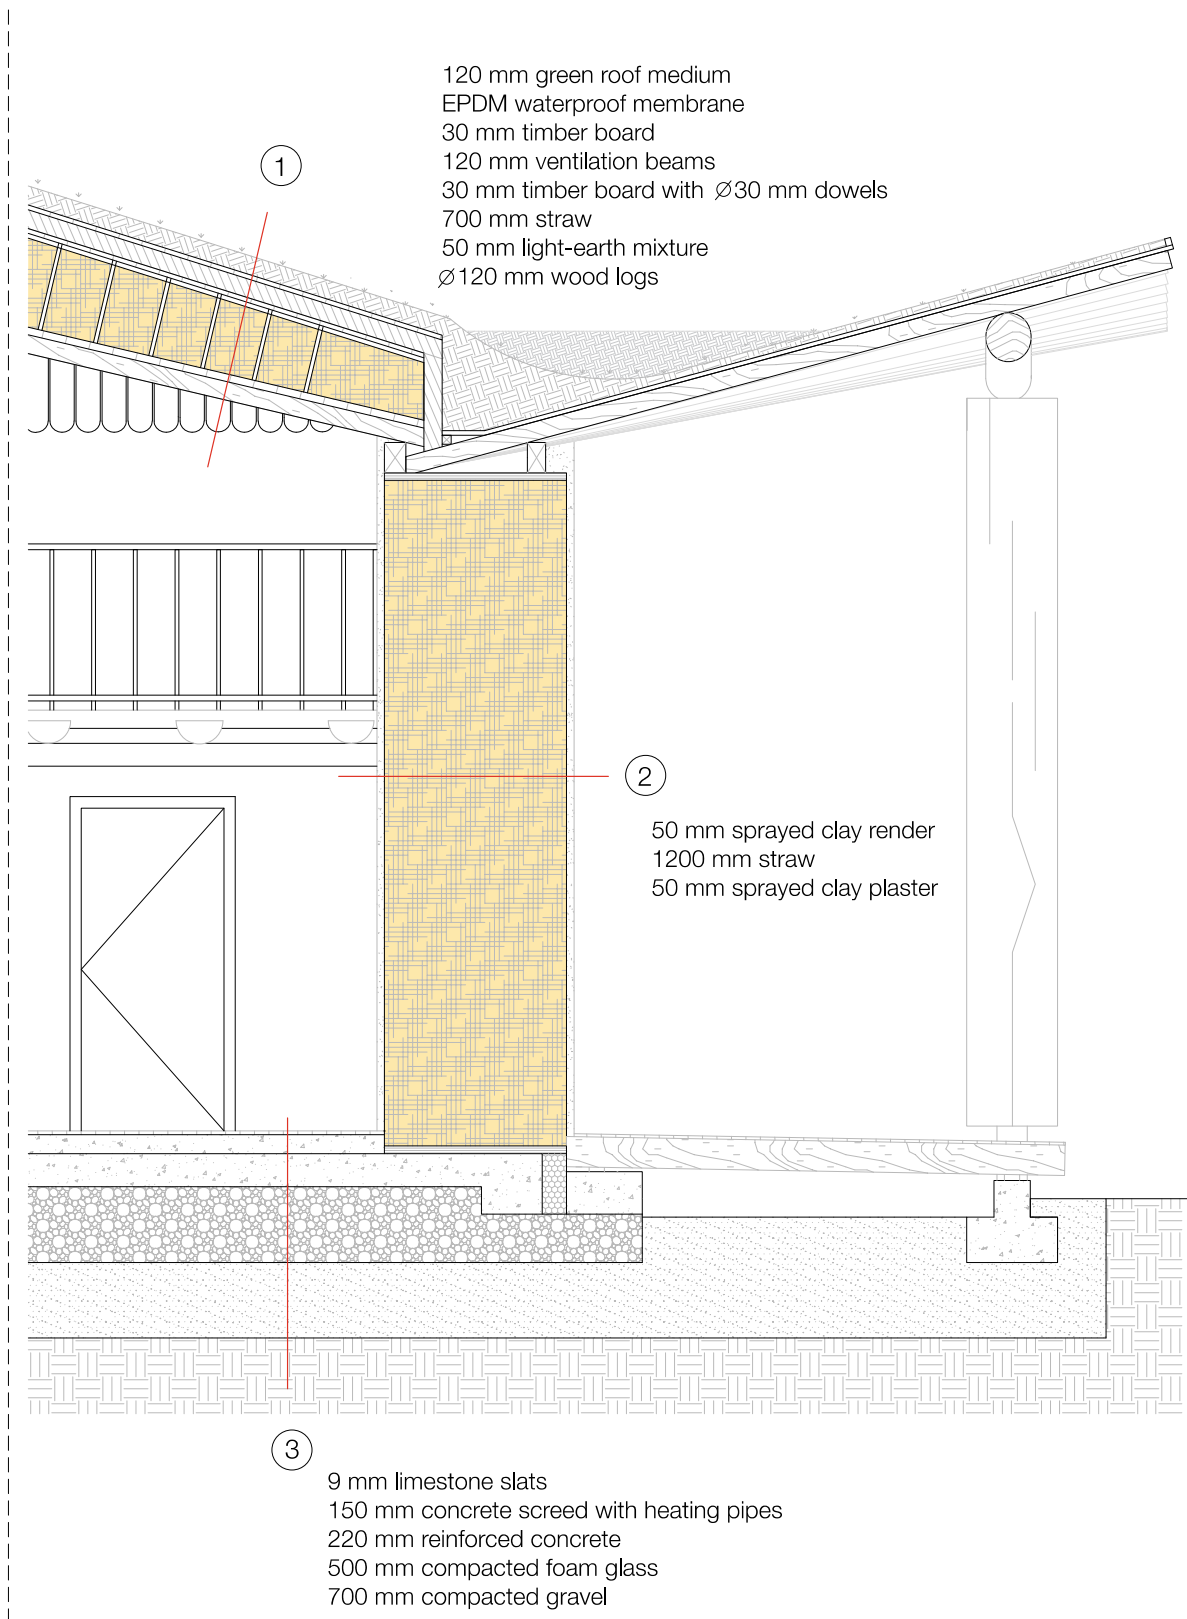 1
120 mm green roof medium
EPDM waterproof membrane
30 mm timber board
120 mm ventilation beams
30 mm timber board with Ø30 mm dowels
700 mm straw
50 mm light-earth mixture
Ø120 mm wood logs
2
50 mm sprayed clay render
1200 mm straw
50 mm sprayed clay plaster
3
9 mm limestone slats
150 mm concrete screed with heating pipes
220 mm reinforced concrete
500 mm compacted foam glass
700 mm compacted gravel